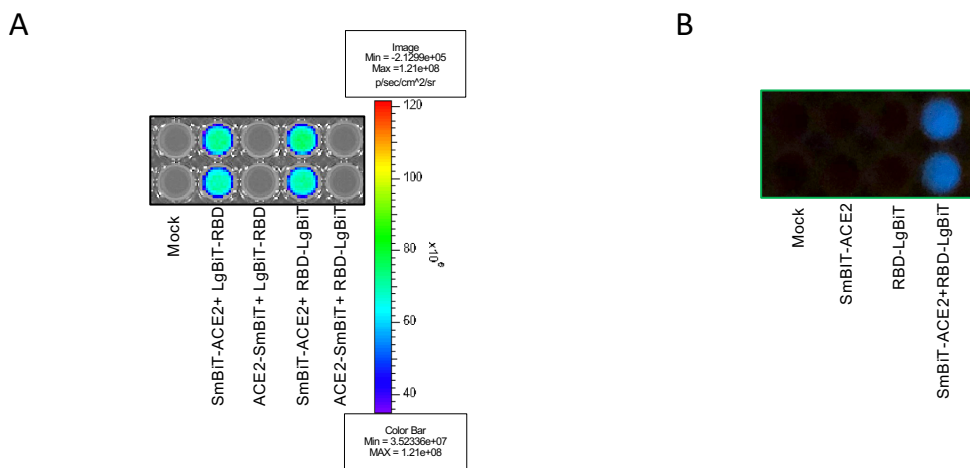 A
B
Image
Min = -2.1299e+05
Max =1.21e+08
p/sec/cm^2/sr
120
100
80
60
40
x10^6
Color Bar
Min = 3.52336e+07
MAX = 1.21e+08
Mock
SmBiT-ACE2+ LgBiT-RBD
ACE2-SmBiT+ LgBiT-RBD
SmBiT-ACE2+ RBD-LgBiT
ACE2-SmBiT+ RBD-LgBiT
Mock
SmBIT-ACE2
RBD-LgBiT
SmBiT-ACE2+RBD-LgBiT